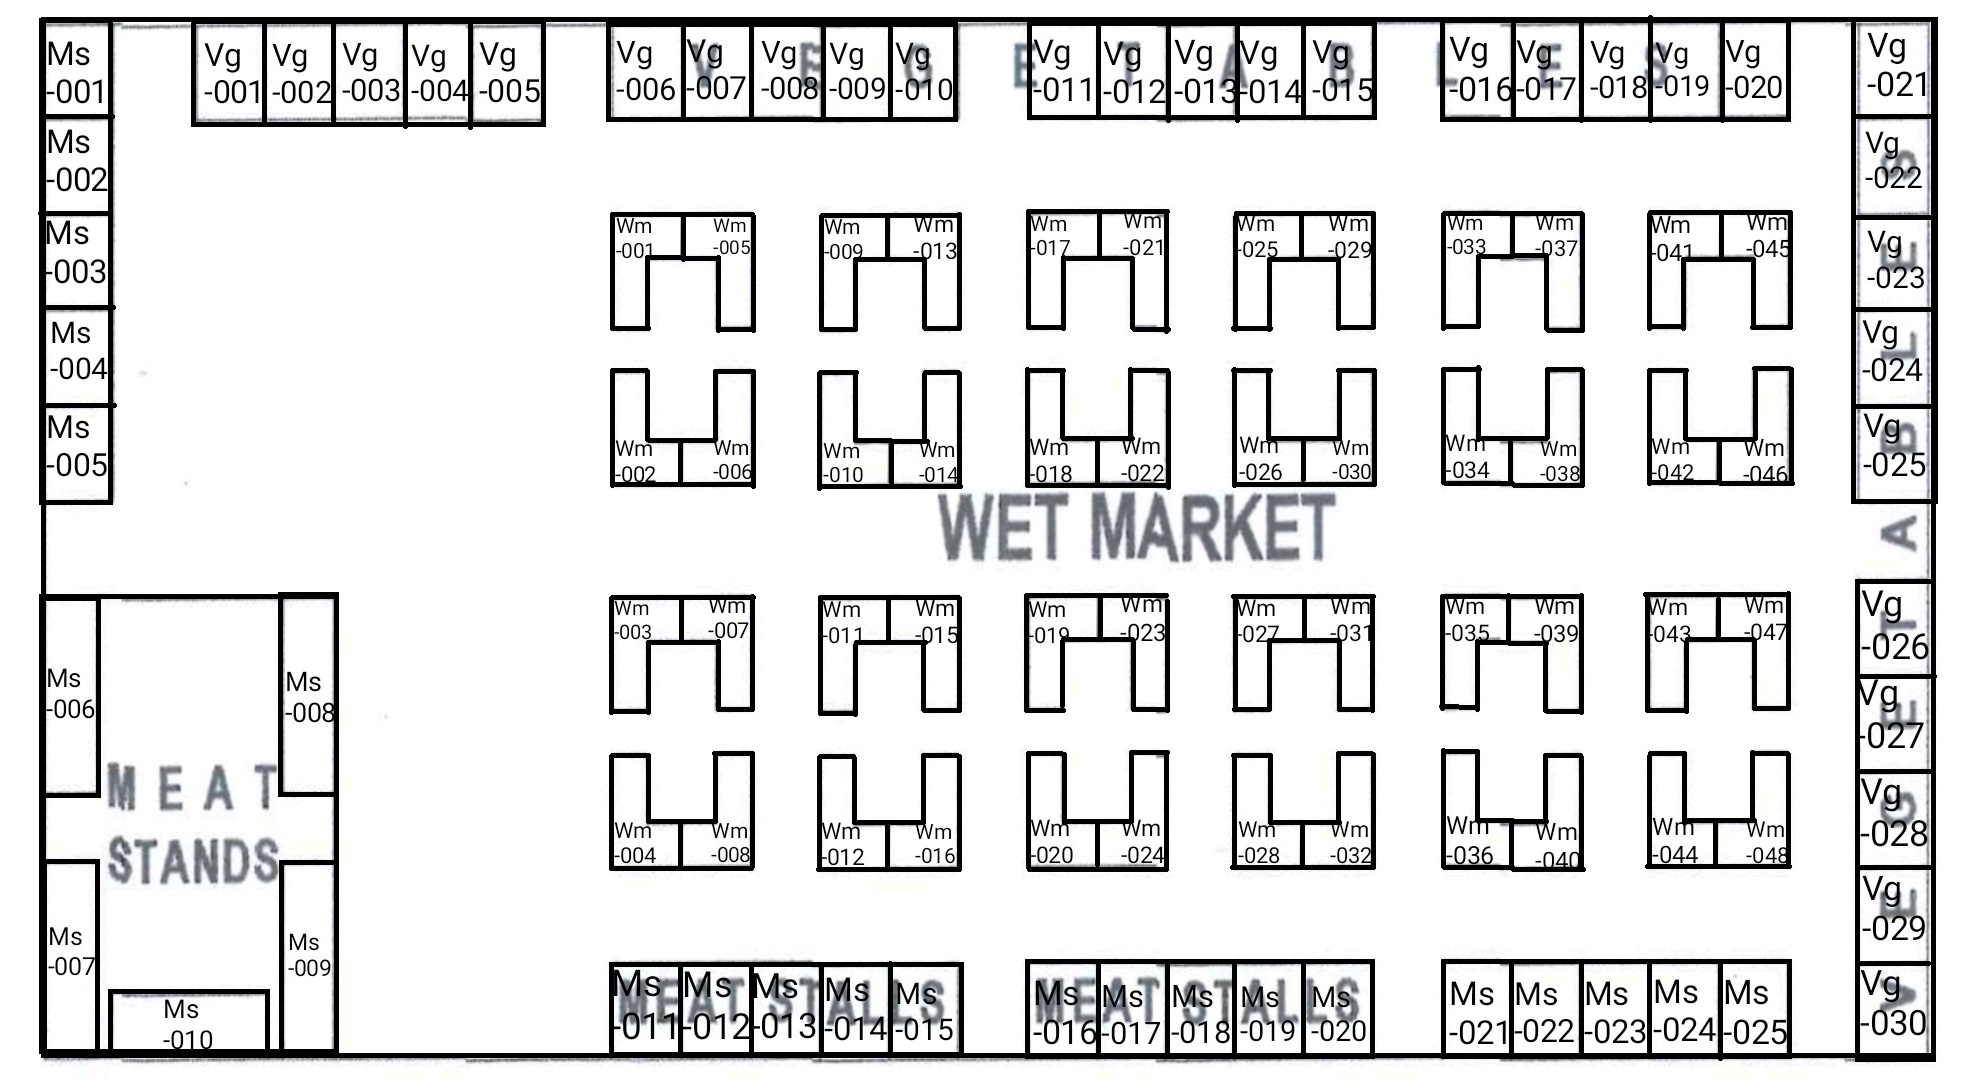 Ms
-001
Vg
-001
Vg
-002
Vg
-003
Vg
-004
Vg
-005
Vg
-006
Vg
-007
Vg
-008
Vg
-009
Vg
-010
Vg
-011
Vg
-012
Vg
-013
Vg
-014
Vg
-015
Vg
-016
Vg
-017
Vg
-018
Vg
-019
Vg
-020
Vg
-021
V E G E T A B L E S
Ms
-002
Ms
-003
Ms
-004
Ms
-005
Vg
-022
Vg
-023
Vg
-024
Vg
-025
Wm
-001
Wm
-005
Wm
-009
Wm
-013
Wm
-017
Wm
-021
Wm
-025
Wm
-029
Wm
-033
Wm
-037
Wm
-041
Wm
-045
Wm
-002
Wm
-006
Wm
-010
Wm
-014
Wm
-018
Wm
-022
Wm
-026
Wm
-030
Wm
-034
Wm
-038
Wm
-042
Wm
-046
WET MARKET
V E G E T A B L E S
Wm
-003
Wm
-007
Wm
-011
Wm
-015
Wm
-019
Wm
-023
Wm
-027
Wm
-031
Wm
-035
Wm
-039
Wm
-043
Wm
-047
Vg
-026
Vg
-027
Vg
-028
Vg
-029
Vg
-030
Ms
-006
Ms
-008
M E A T
STANDS
Wm
-004
Wm
-008
Wm
-012
Wm
-016
Wm
-020
Wm
-024
Wm
-028
Wm
-032
Wm
-036
Wm
-040
Wm
-044
Wm
-048
Ms
-007
Ms
-009
Ms
-010
MEAT STALLS
Ms
-011
Ms
-012
Ms
-013
Ms
-014
Ms
-015
MEAT STALLS
Ms
-016
Ms
-017
Ms
-018
Ms
-019
Ms
-020
Ms
-021
Ms
-022
Ms
-023
Ms
-024
Ms
-025